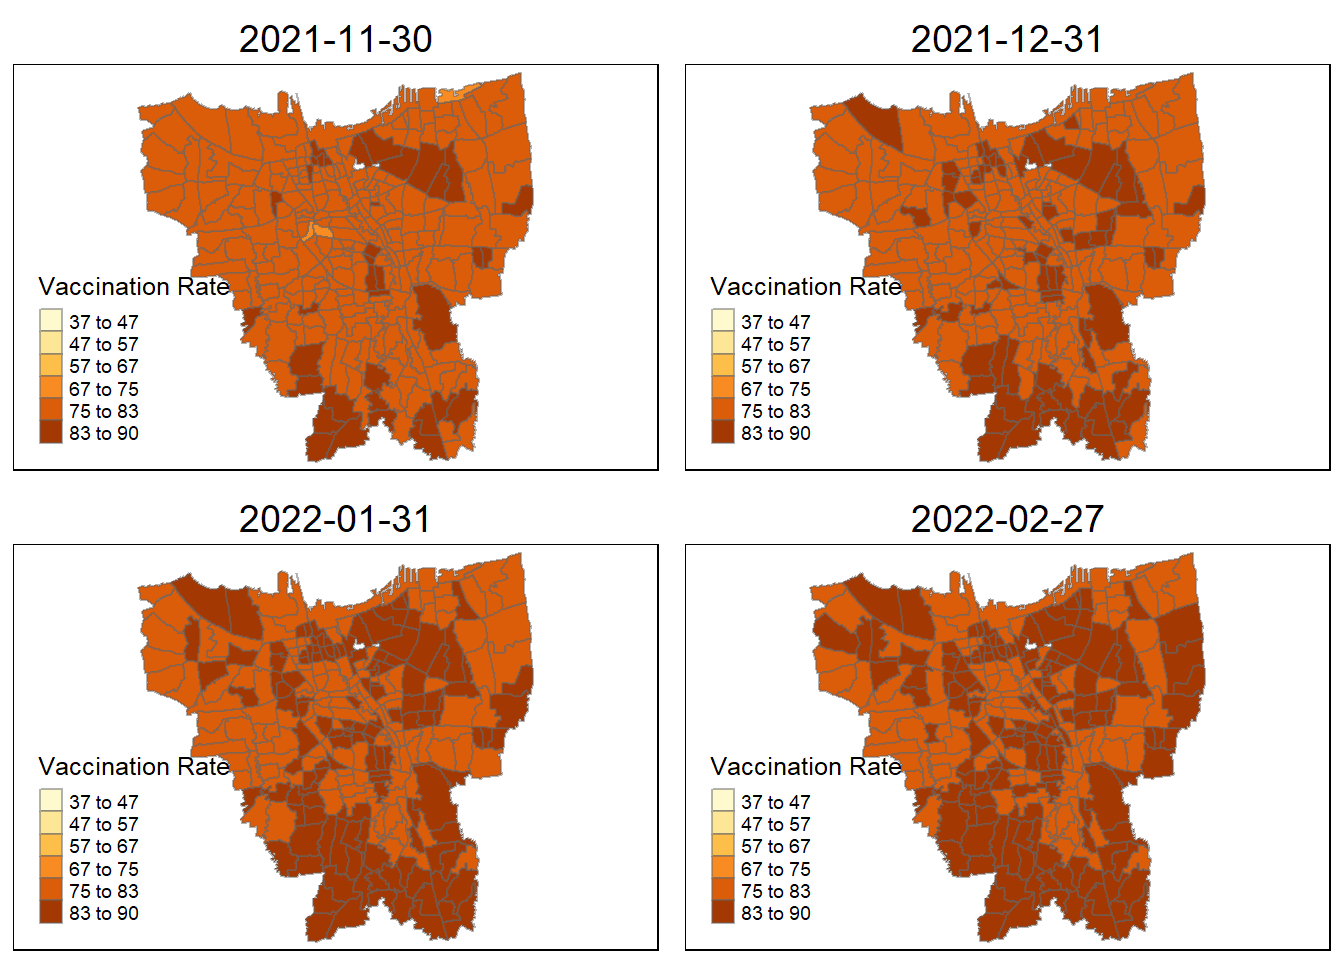 2021-11-30
Vaccination Rate
37 to 47
47 to 57
57 to 67
67 to 75
75 to 83
83 to 90
2021-12-31
Vaccination Rate
37 to 47
47 to 57
57 to 67
67 to 75
75 to 83
83 to 90
2022-01-31
Vaccination Rate
37 to 47
47 to 57
57 to 67
67 to 75
75 to 83
83 to 90
2022-02-27
Vaccination Rate
37 to 47
47 to 57
57 to 67
67 to 75
75 to 83
83 to 90